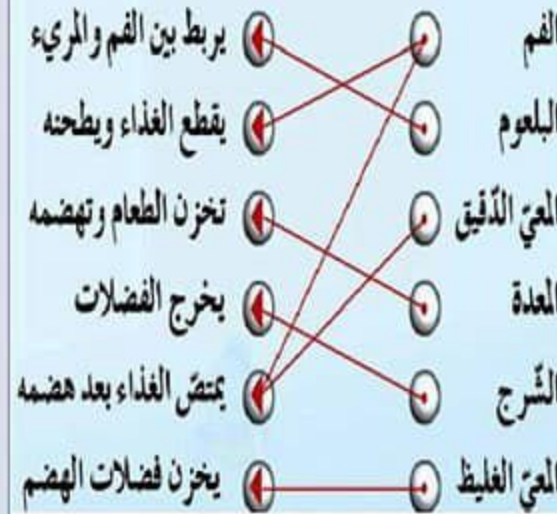 الفم يربط بين الفم والمريء
البلعوم يقطع الغذاء ويطحنه
المعيّ الدّقيق تخزن الطعام وتهضمه
المعدة يخرج الفضلات
الشّرج يمتصّ الغذاء بعد هضمه
المعيّ الغليظ يخزن فضلات الهضم